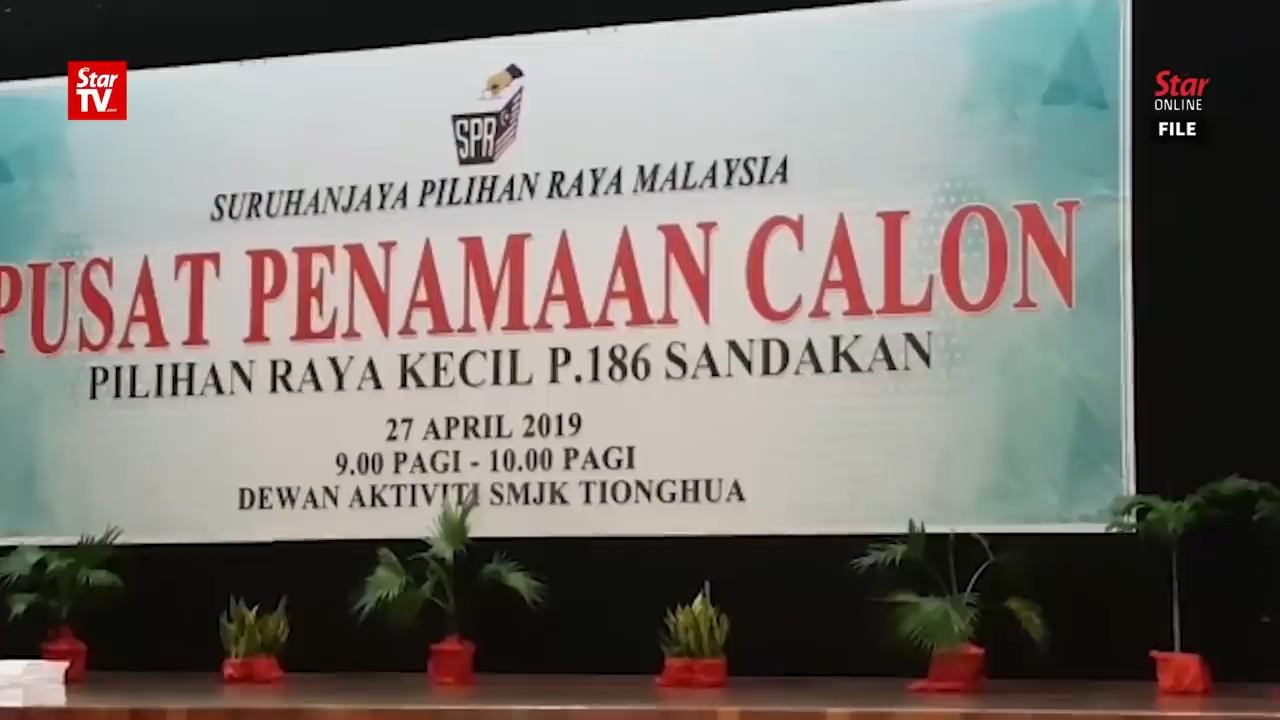 Star
TV.com
Star
ONLINE
FILE
SPR
SURUHANJAYA PILIHAN RAYA MALAYSIA
PUSAT PENAMAAN CALON
PILIHAN RAYA KECIL P.186 SANDAKAN
27 APRIL 2019
9.00 PAGI - 10.00 PAGI
DEWAN AKTIVITI SMJK TIONGHUA